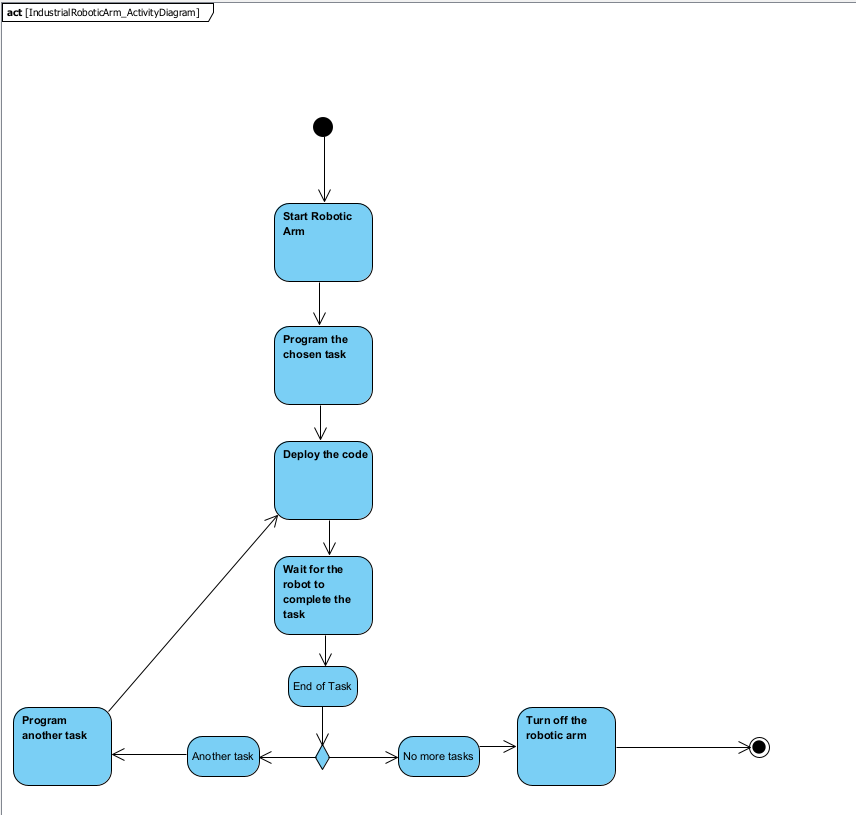 act [IndustrialRoboticArm_ActivityDiagram]
Start Robotic
Arm
Program the
chosen task
Deploy the code
Wait for the
robot to
complete the
task
End of Task
Program
another task
Another task
No more tasks
Turn off the
robotic arm